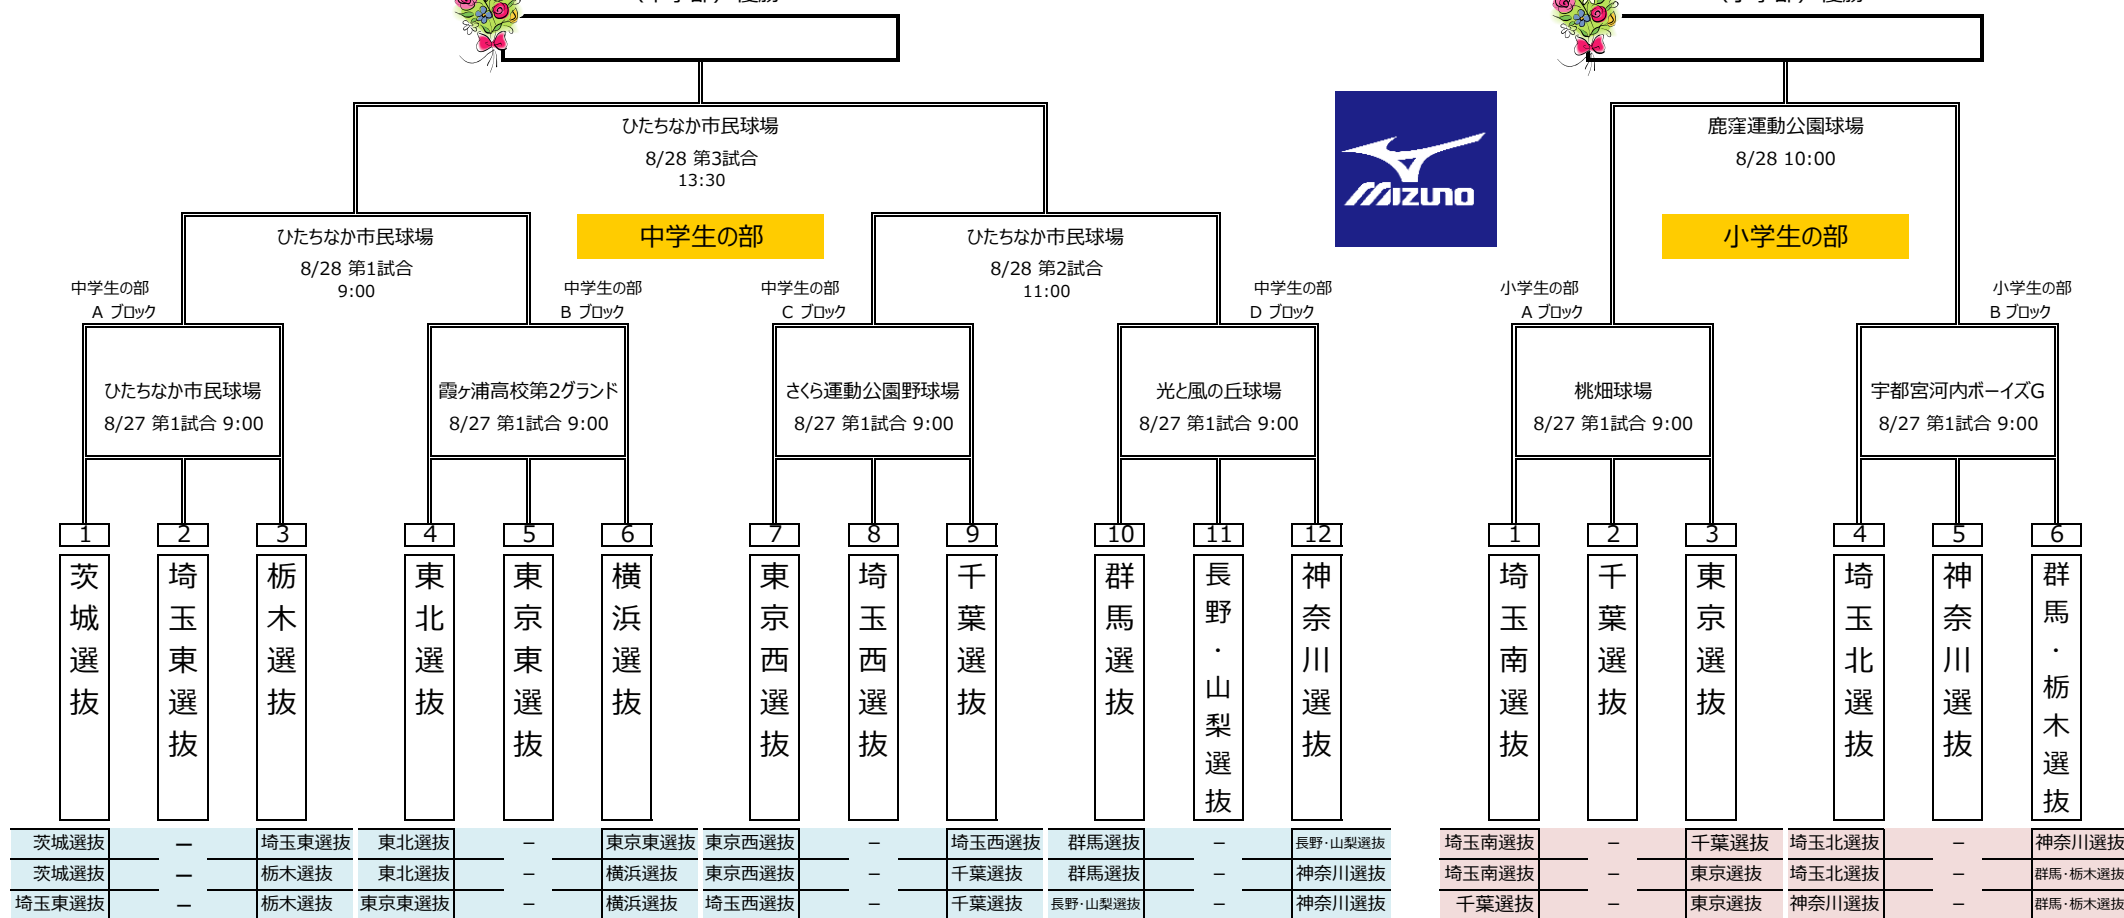 ひたちなか市民球場
8/28 第3試合
13:30
鹿窪運動公園球場
8/28 10:00
MIZUNO
中学生の部
小学生の部
ひたちなか市民球場
8/28 第1試合
9:00
ひたちなか市民球場
8/28 第2試合
11:00
中学生の部
A ブロック
中学生の部
B ブロック
中学生の部
C ブロック
中学生の部
D ブロック
小学生の部
A ブロック
小学生の部
B ブロック
ひたちなか市民球場
8/27 第1試合 9:00
霞ヶ浦高校第2グランド
8/27 第1試合 9:00
さくら運動公園野球場
8/27 第1試合 9:00
光と風の丘球場
8/27 第1試合 9:00
桃畑球場
8/27 第1試合 9:00
宇都宮河内ボーイズG
8/27 第1試合 9:00
1
茨城選抜
2
埼玉東選抜
3
栃木選抜
4
東北選抜
5
東京東選抜
6
横浜選抜
7
東京西選抜
8
埼玉西選抜
9
千葉選抜
10
群馬選抜
11
長野・山梨選抜
12
神奈川選抜
1
埼玉南選抜
2
千葉選抜
3
東京選抜
4
埼玉北選抜
5
神奈川選抜
6
群馬・栃木選抜
茨城選抜 － 埼玉東選抜 東北選抜 － 東京東選抜 東京西選抜 － 埼玉西選抜 群馬選抜 － 長野・山梨選抜 埼玉南選抜 － 千葉選抜 埼玉北選抜 － 神奈川選抜
茨城選抜 － 栃木選抜 東北選抜 － 横浜選抜 東京西選抜 － 千葉選抜 群馬選抜 － 神奈川選抜 埼玉南選抜 － 東京選抜 埼玉北選抜 － 群馬・栃木選抜
埼玉東選抜 － 栃木選抜 東京東選抜 － 横浜選抜 埼玉西選抜 － 千葉選抜 長野・山梨選抜 － 神奈川選抜 千葉選抜 － 東京選抜 神奈川選抜 － 群馬・栃木選抜